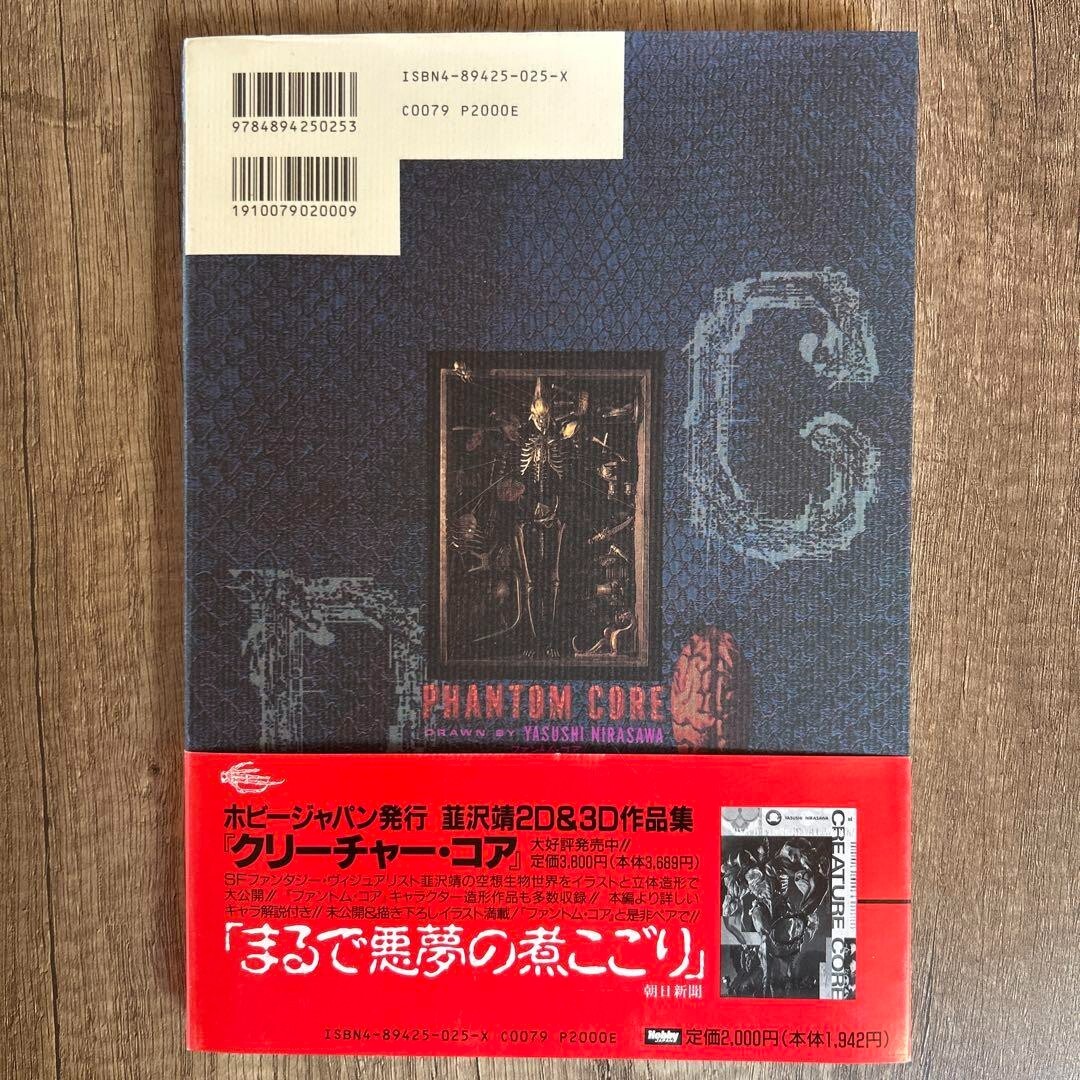 ISBN4-89425-025-X
C0079 P2000E
9784894250253
1910079020009
G
PHANTOM CORE
DRAWN BY YASUSHI NIRASAWA
ファントム・コア
ホビージャパン発行 韮沢靖2D&3D作品集
『クリーチャー・コア』
大好評発売中//
定価3,800円(本体3,689円)
SFファンタジー・ヴィジュアリスト韮沢靖の空想生物世界をイラストと立体造形で
大公開//「ファントム・コア」キャラクター造形作品も多数収録//本編より詳しい
キャラ解説付き//未公開&描き下ろしイラスト満載/「ファントム・コア」と是非ペアで//
「まるで悪夢の煮こごり」
朝日新聞
YASUSHI NIRASAWA
CREATURE CORE
ISBN4-89425-025-X C0079 P2000E
Hobby
定価2,000円(本体1,942円)